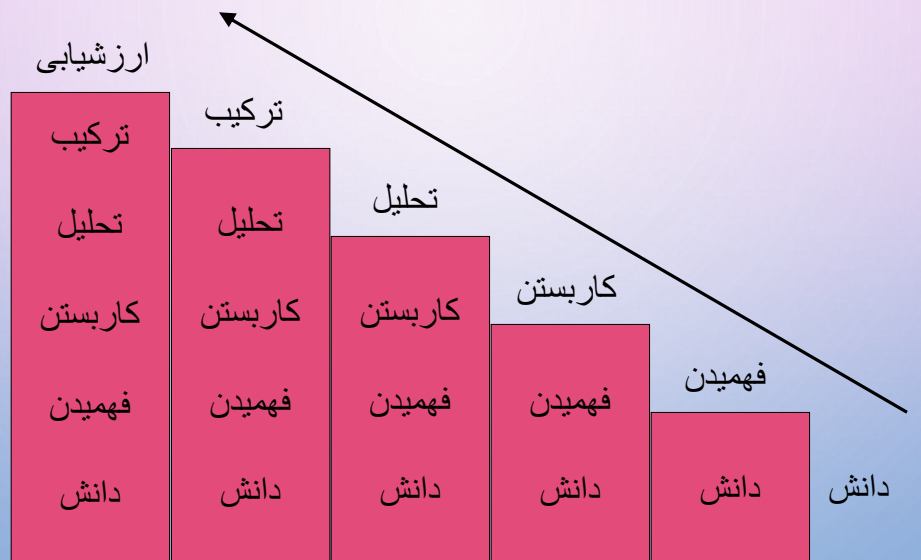 ارزشیابی
ترکیب
ترکیب
تحلیل
تحلیل
تحلیل
کاربستن
کاربستن
کاربستن
کاربستن
فهمیدن
فهمیدن
فهمیدن
فهمیدن
فهمیدن
دانش
دانش
دانش
دانش
دانش
دانش